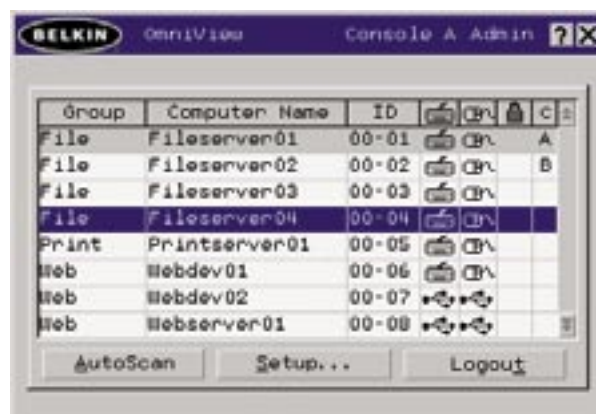 BELKIN OmniView Console A Admin ? X
Group Computer Name ID C
File Fileserver01 00-01 A
File Fileserver02 00-02 B
File Fileserver03 00-03
File Fileserver04 00-04
Print Printserver01 00-05
Web Webdev01 00-06
Web Webdev02 00-07
Web Webserver01 00-08
AutoScan Setup... Logout